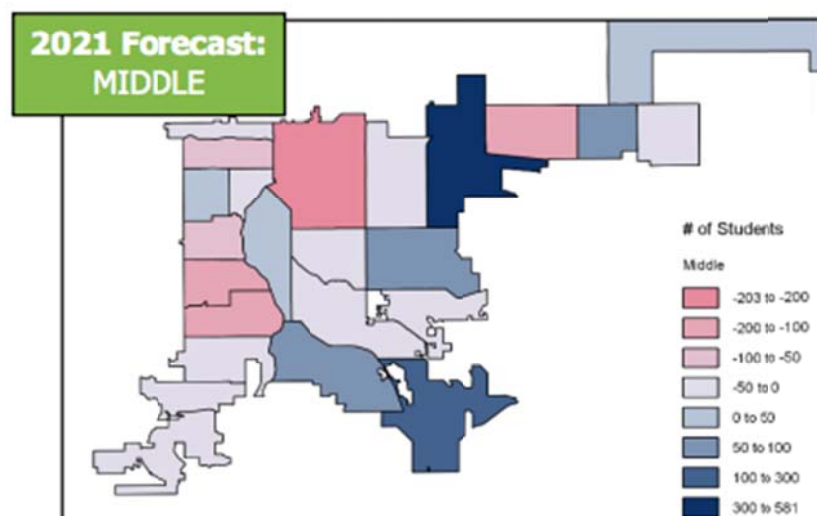 2021 Forecast:
MIDDLE
# of Students
Middle
-203 to -200
-200 to -100
-100 to -50
-50 to 0
0 to 50
50 to 100
100 to 300
300 to 581